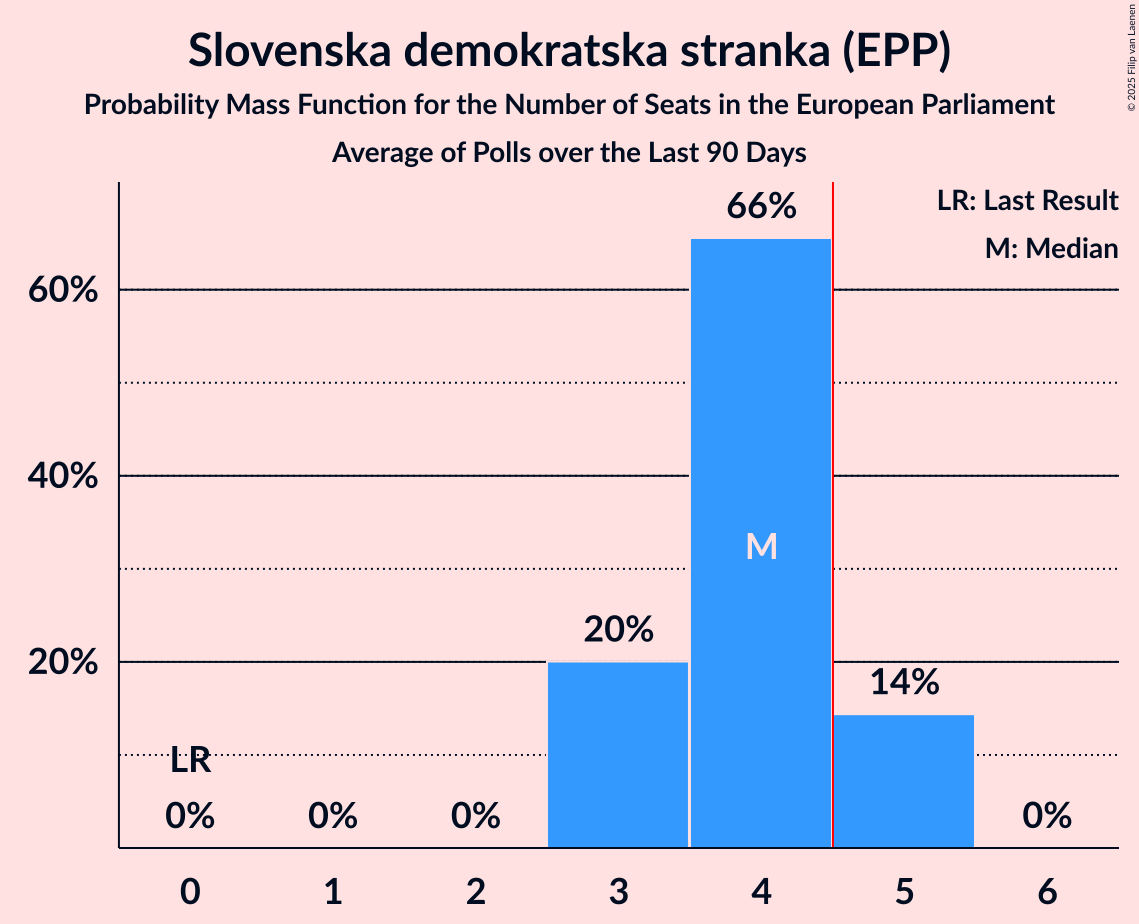 Slovenska demokratska stranka (EPP)
Probability Mass Function for the Number of Seats in the European Parliament
Average of Polls over the Last 90 Days
© 2025 Filip van Laenen
LR: Last Result
M: Median
66%
60%
40%
M
20%
20%
14%
LR
0%
0%
0%
0%
0
1
2
3
4
5
6